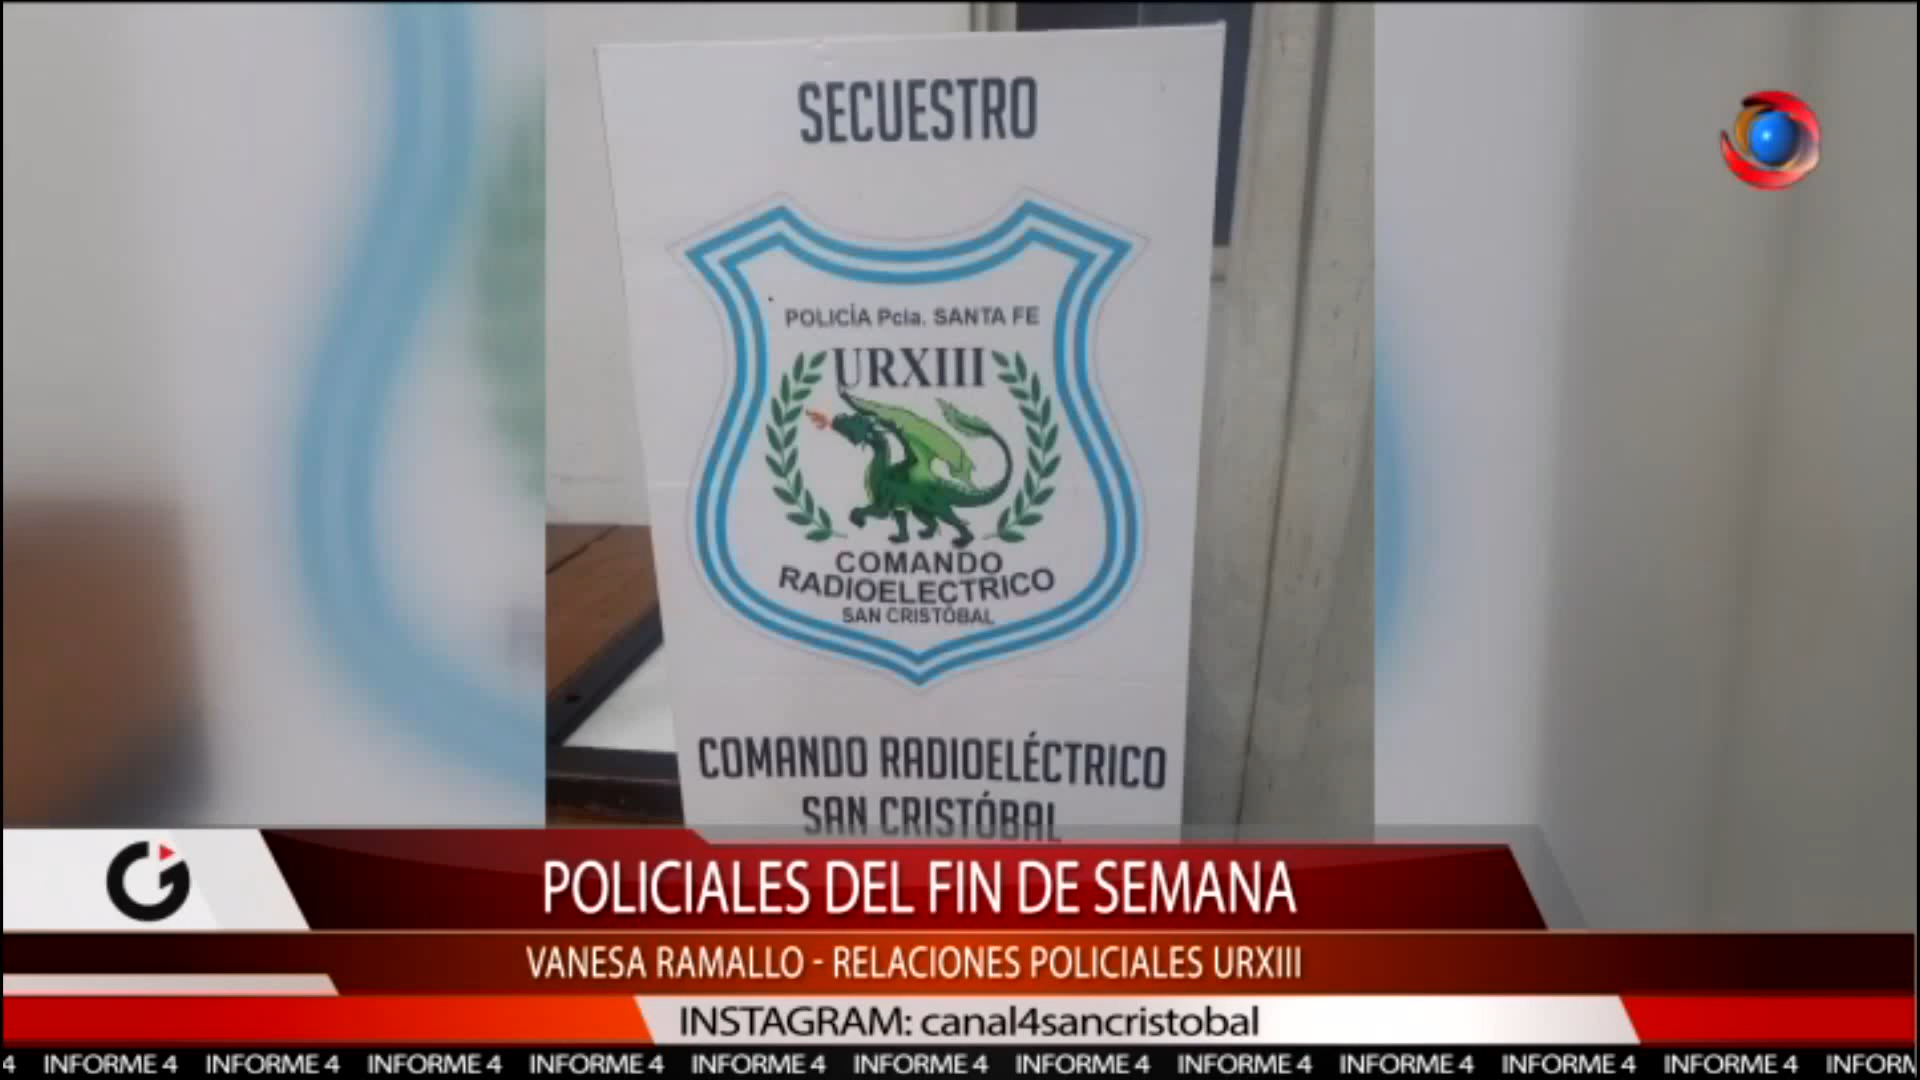 SECUESTRO
POLICÍA Pcia. SANTA FE
URXIII
COMANDO
RADIOELECTRICO
SAN CRISTÓBAL
COMANDO RADIOELÉCTRICO
SAN CRISTÓBAL
POLICIALES DEL FIN DE SEMANA
VANESA RAMALLO - RELACIONES POLICIALES URXIII
INSTAGRAM: canal4sancristobal
4 INFORME 4 INFORME 4 INFORME 4 INFORME 4 INFORME 4 INFORME 4 INFORME 4 INFORME 4 INFORME 4 INFORME 4 INFORME 4 INFORM